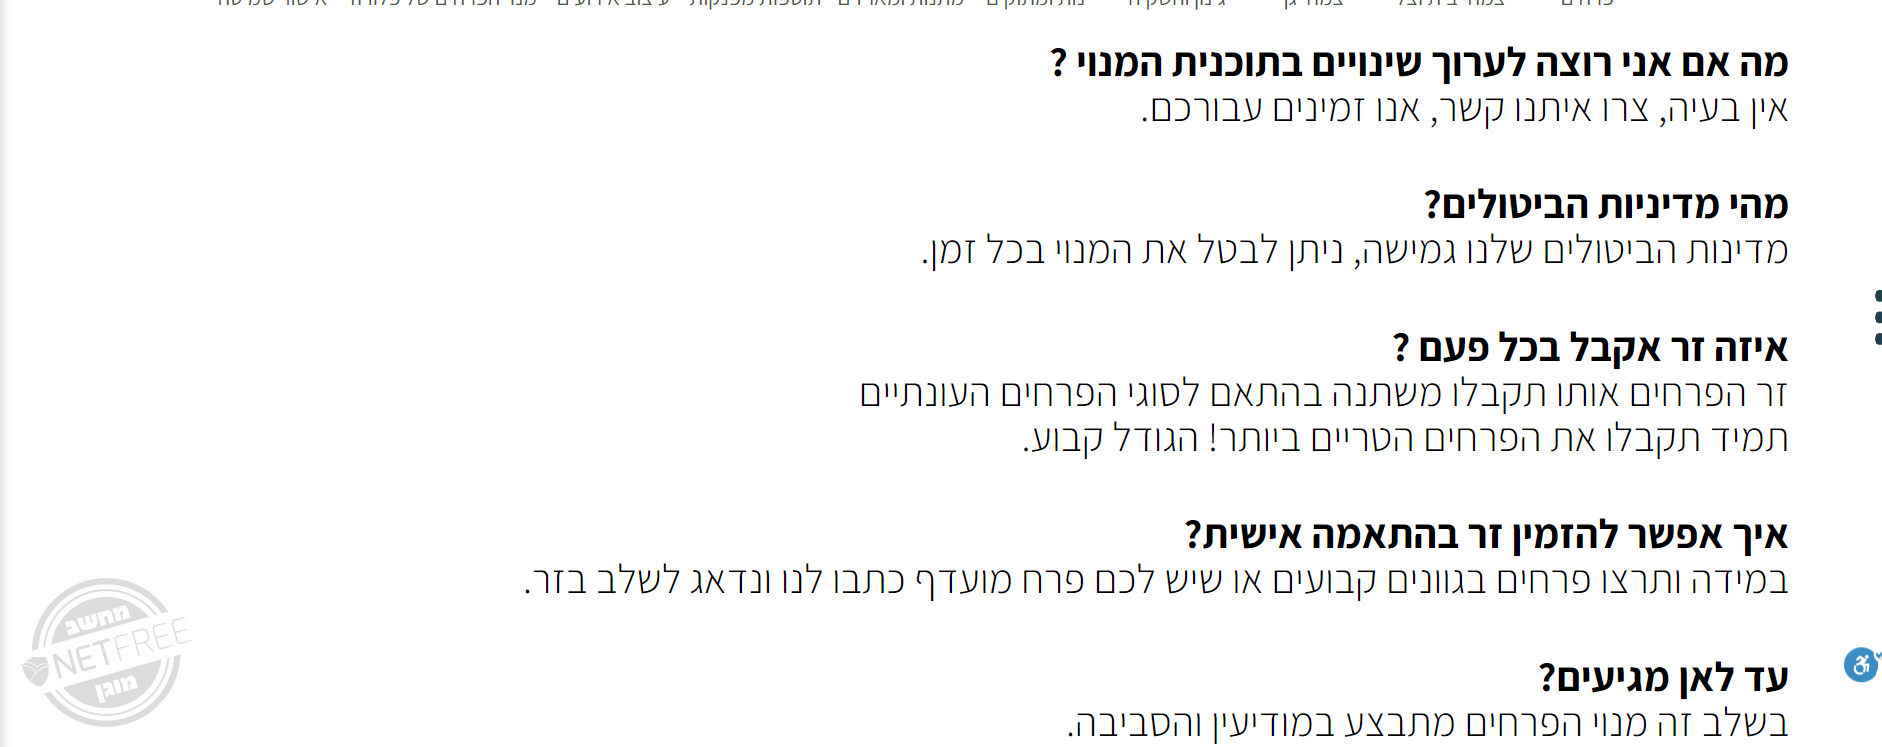 מה אם אני רוצה לערוך שינויים בתוכנית המנוי ?
אין בעיה, צרו איתנו קשר, אנו זמינים עבורכם.
מהי מדיניות הביטולים?
מדינות הביטולים שלנו גמישה, ניתן לבטל את המנוי בכל זמן.
איזה זר אקבל בכל פעם ?
זר הפרחים אותו תקבלו משתנה בהתאם לסוגי הפרחים העונתיים
תמיד תקבלו את הפרחים הטריים ביותר! הגודל קבוע.
איך אפשר להזמין זר בהתאמה אישית?
במידה ותרצו פרחים בגוונים קבועים או שיש לכם פרח מועדף כתבו לנו ונדאג לשלב בזר.
עד לאן מגיעים?
בשלב זה מנוי הפרחים מתבצע במודיעין והסביבה.
מחשב
NETFREE
מוגן